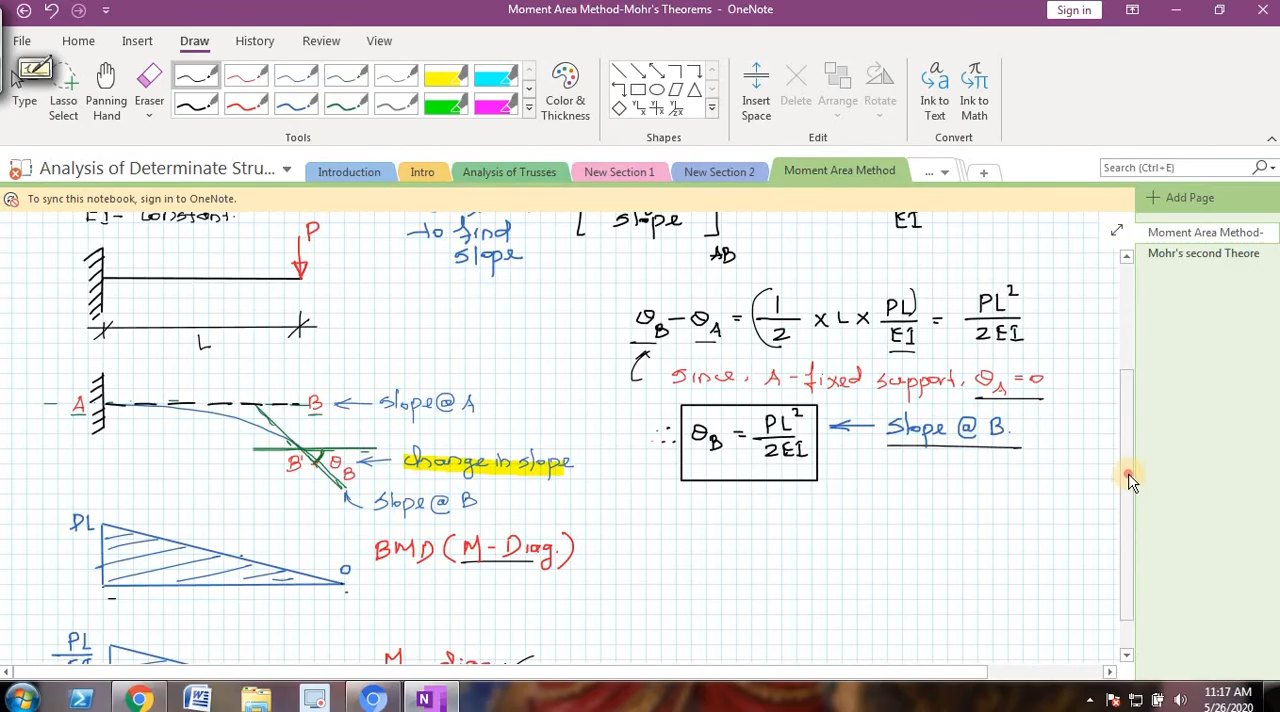 Moment Area Method-Mohr's Theorems - OneNote
Sign in
File Home Insert Draw History Review View
Type
Lasso Select
Panning Hand
Eraser
Color & Thickness
Insert Space
Delete
Arrange
Rotate
Ink to Text
Ink to Math
Tools
Shapes
Edit
Convert
Analysis of Determinate Stru...
Introduction
Intro
Analysis of Trusses
New Section 1
New Section 2
Moment Area Method
...
Search (Ctrl+E)
To sync this notebook, sign in to OneNote.
Add Page
Moment Area Method-
Mohr's second Theore
EI- Constant.
P
L
→ to find
slope
[ slope ]AB
EI
θB - θA = (1/2 × L × PL/EI) = PL²/2EI
Since, A-fixed support, θA = 0
∴ θB = PL²/2EI ← Slope @ B.
A
B ← slope @ A
B' θB ← change in slope
slope @ B
PL
0
BMD (M- Diag.)
PL/EI
M
11:17 AM
5/26/2020